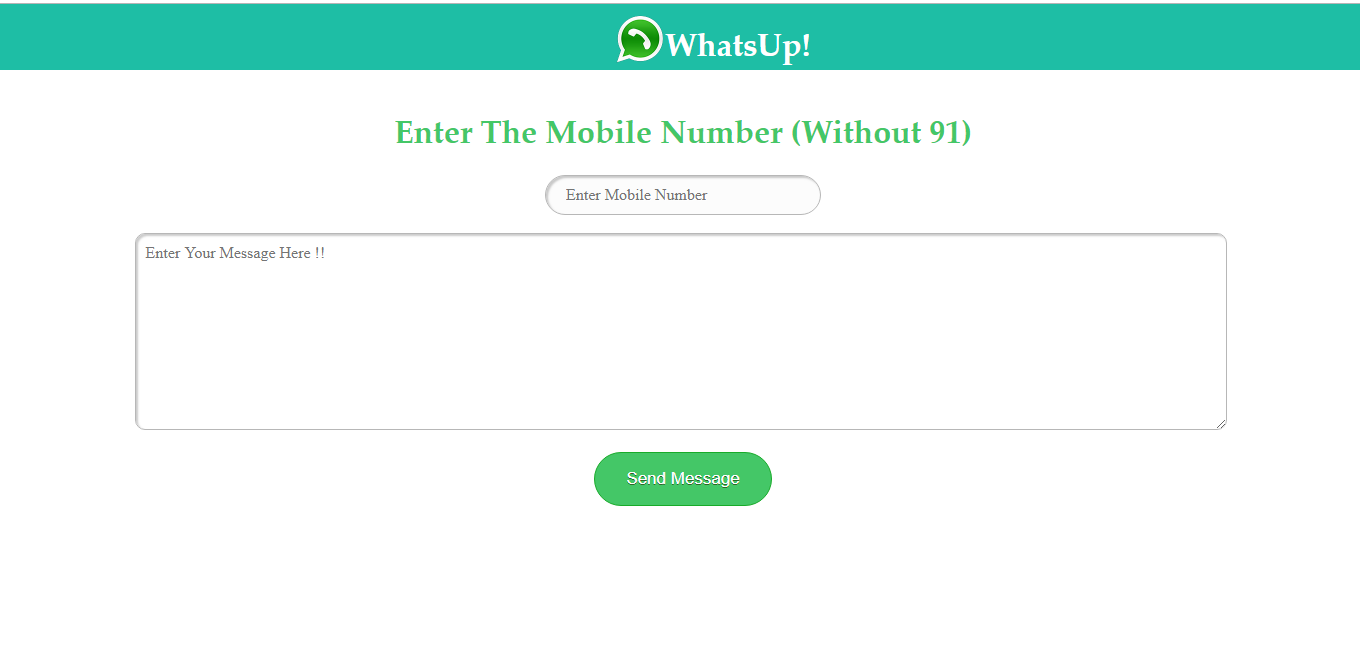 WhatsUp!
Enter The Mobile Number (Without 91)
Enter Mobile Number
Enter Your Message Here !!
Send Message